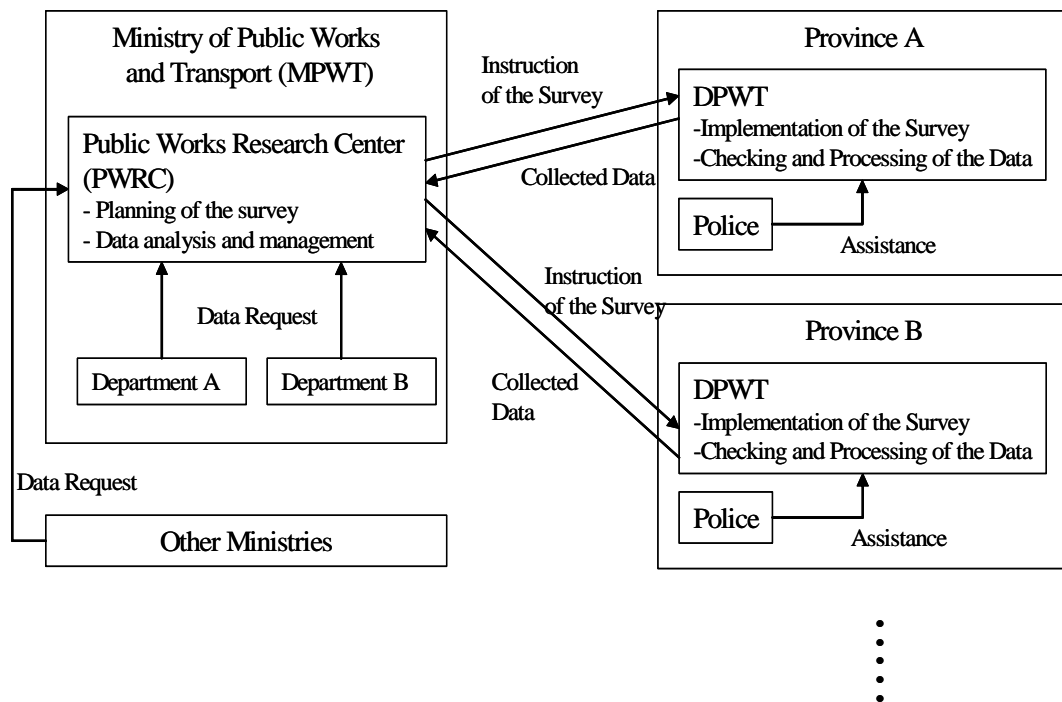 Ministry of Public Works
and Transport (MPWT)
Public Works Research Center
(PWRC)
- Planning of the survey
- Data analysis and management
Data Request
Department A
Department B
Data Request
Other Ministries
Instruction
of the Survey
Collected Data
Instruction
of the Survey
Collected
Data
Province A
DPWT
-Implementation of the Survey
-Checking and Processing of the Data
Police
Assistance
Province B
DPWT
-Implementation of the Survey
-Checking and Processing of the Data
Police
Assistance